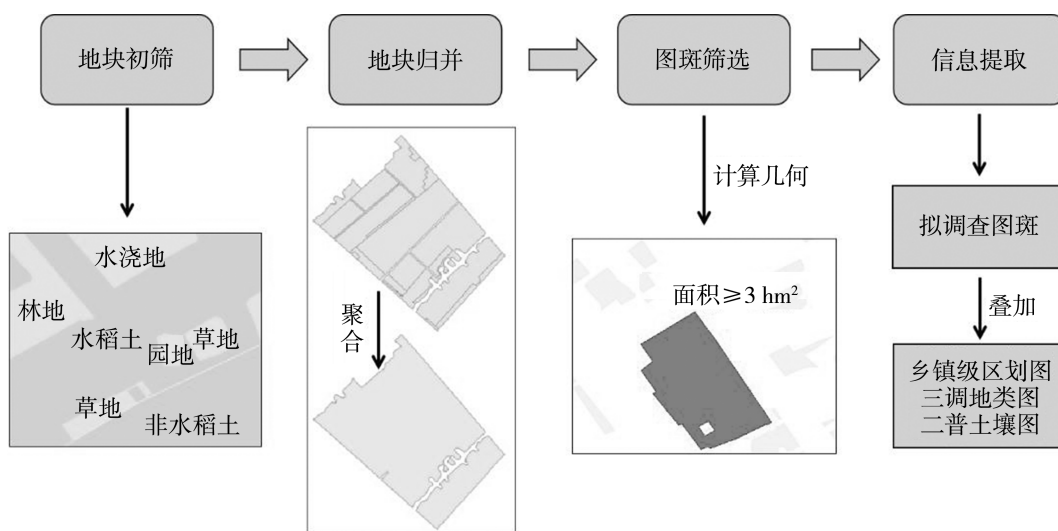 地块初筛
地块归并
图斑筛选
信息提取
水浇地
林地
水稻土
园地
草地
草地
非水稻土
聚合
计算几何
面积≥3 hm²
拟调查图斑
叠加
乡镇级区划图
三调地类图
二普土壤图